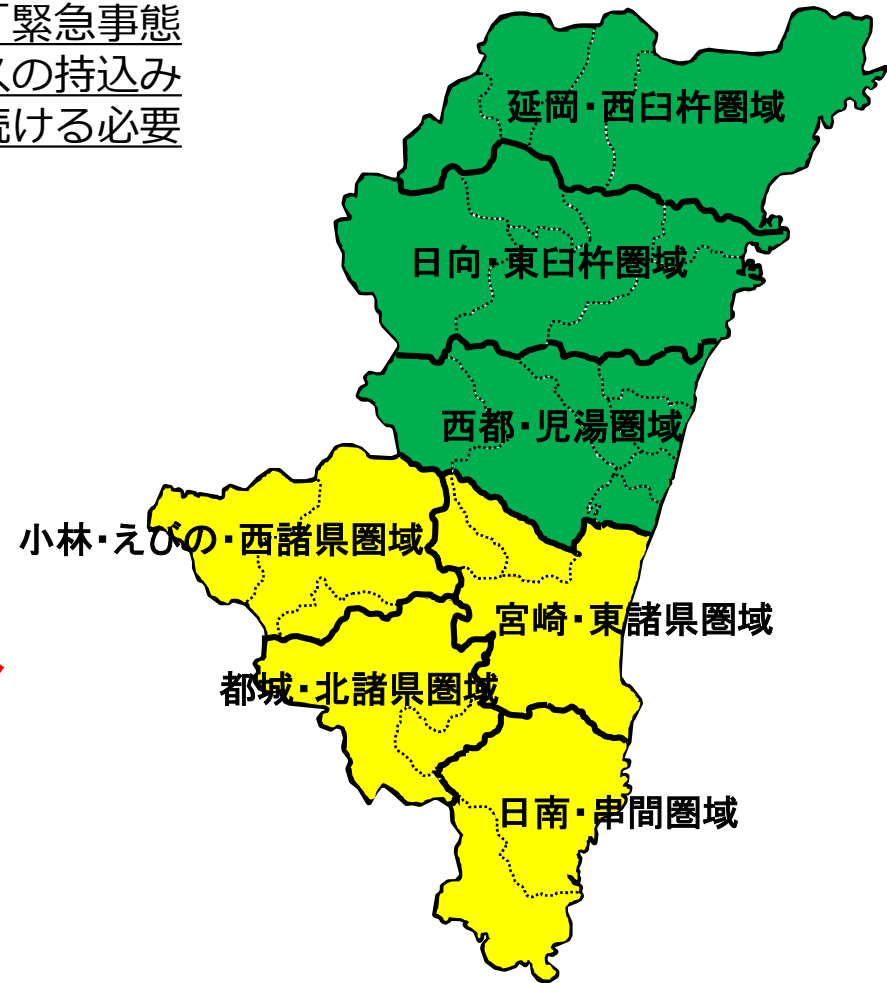 「緊急事態
の持込み
ける必要
延岡・西臼杵圏域
日向・東臼杵圏域
西都・児湯圏域
小林・えびの・西諸県圏域
宮崎・東諸県圏域
都城・北諸県圏域
日南・串間圏域